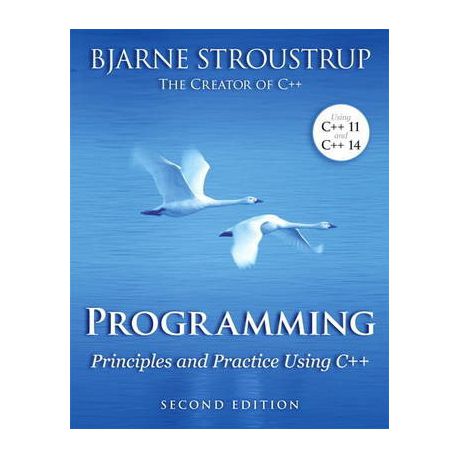 BJARNE STROUSTRUP
THE CREATOR OF C++
Using
C++ 11
and
C++ 14
PROGRAMMING
Principles and Practice Using C++
SECOND EDITION